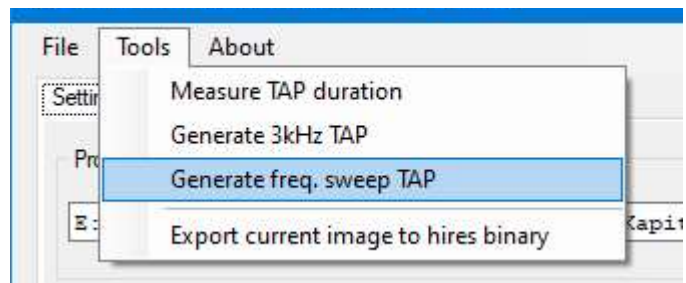 File Tools About
Measure TAP duration
Generate 3kHz TAP
Generate freq. sweep TAP
E:
Export current image to hires binary